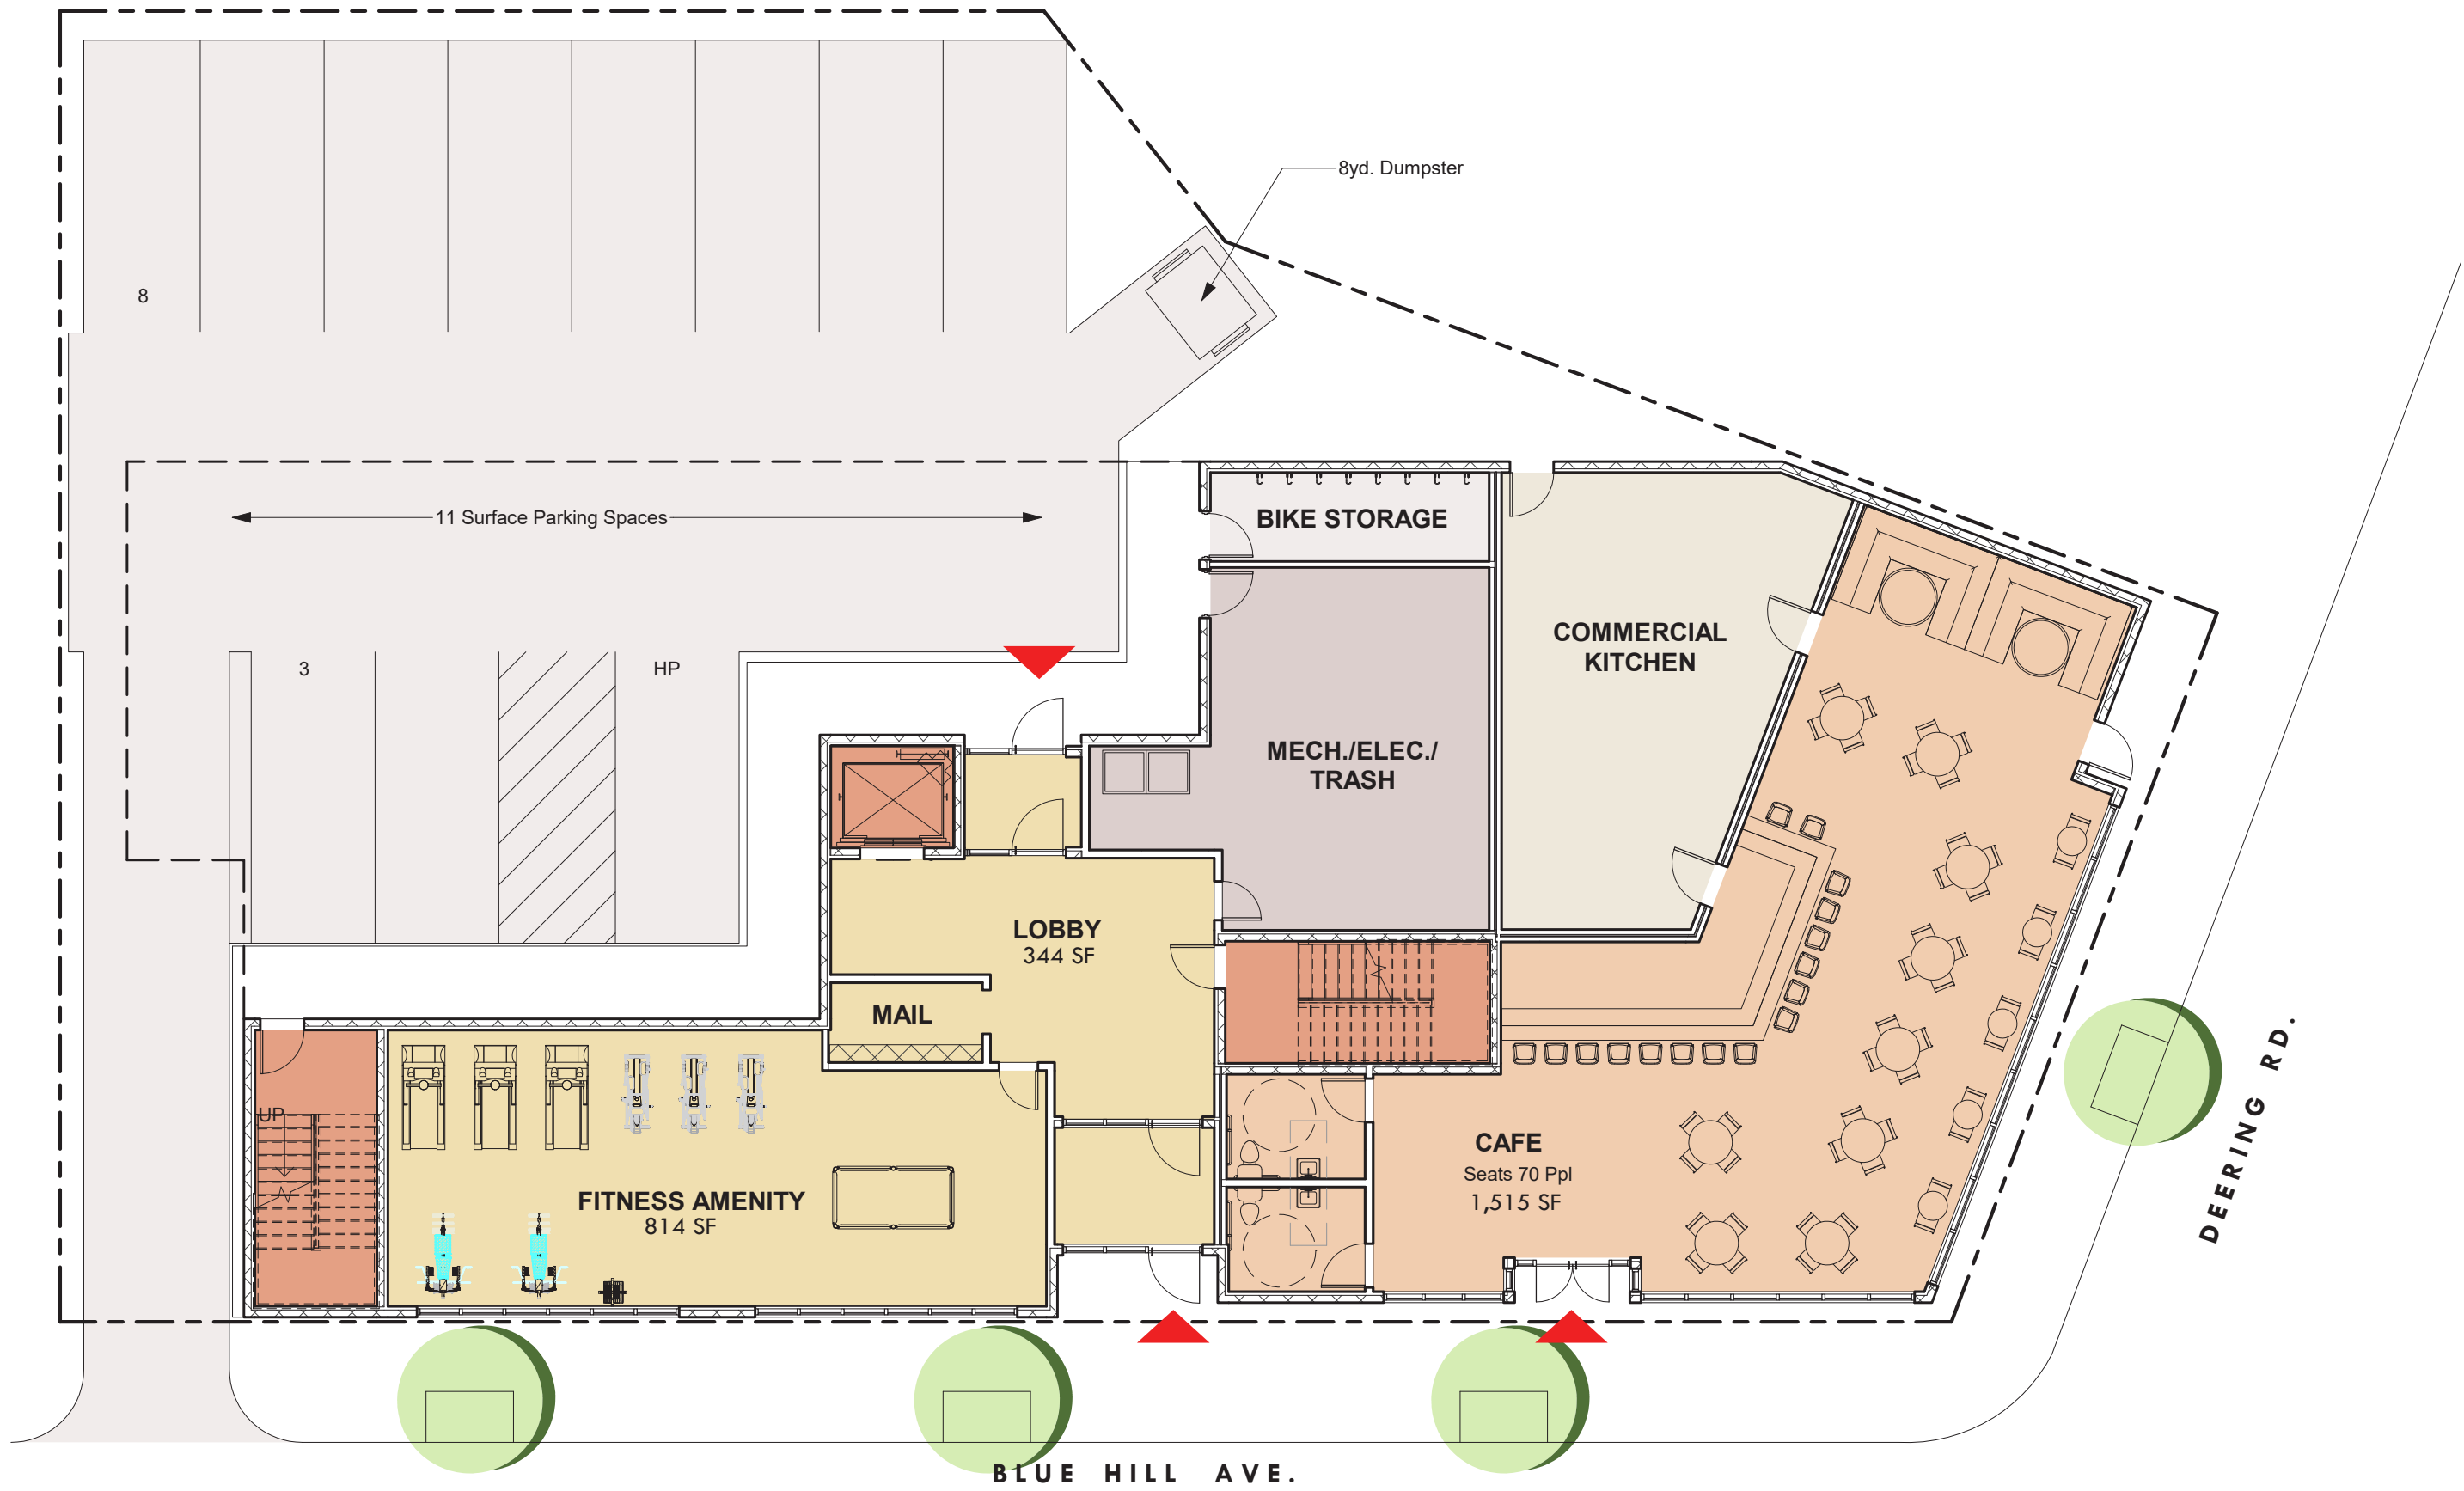 8yd. Dumpster
8
11 Surface Parking Spaces
BIKE STORAGE
3
HP
COMMERCIAL
KITCHEN
MECH./ELEC./
TRASH
LOBBY
344 SF
MAIL
UP
FITNESS AMENITY
814 SF
CAFE
Seats 70 Ppl
1,515 SF
DEERING RD.
BLUE HILL AVE.